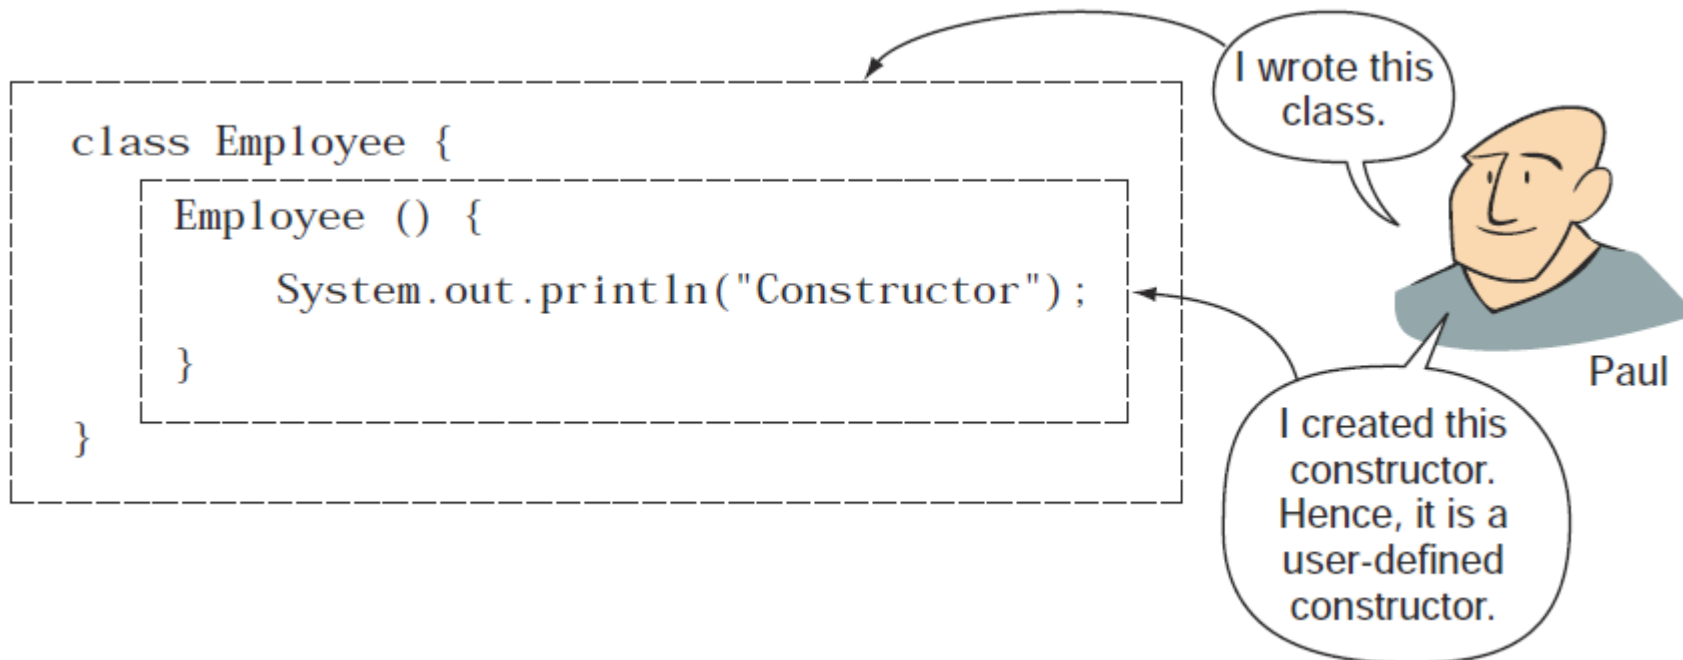 I wrote this
class.
class Employee {
Employee () {
System.out.println("Constructor");
}
}
Paul
I created this
constructor.
Hence, it is a
user-defined
constructor.